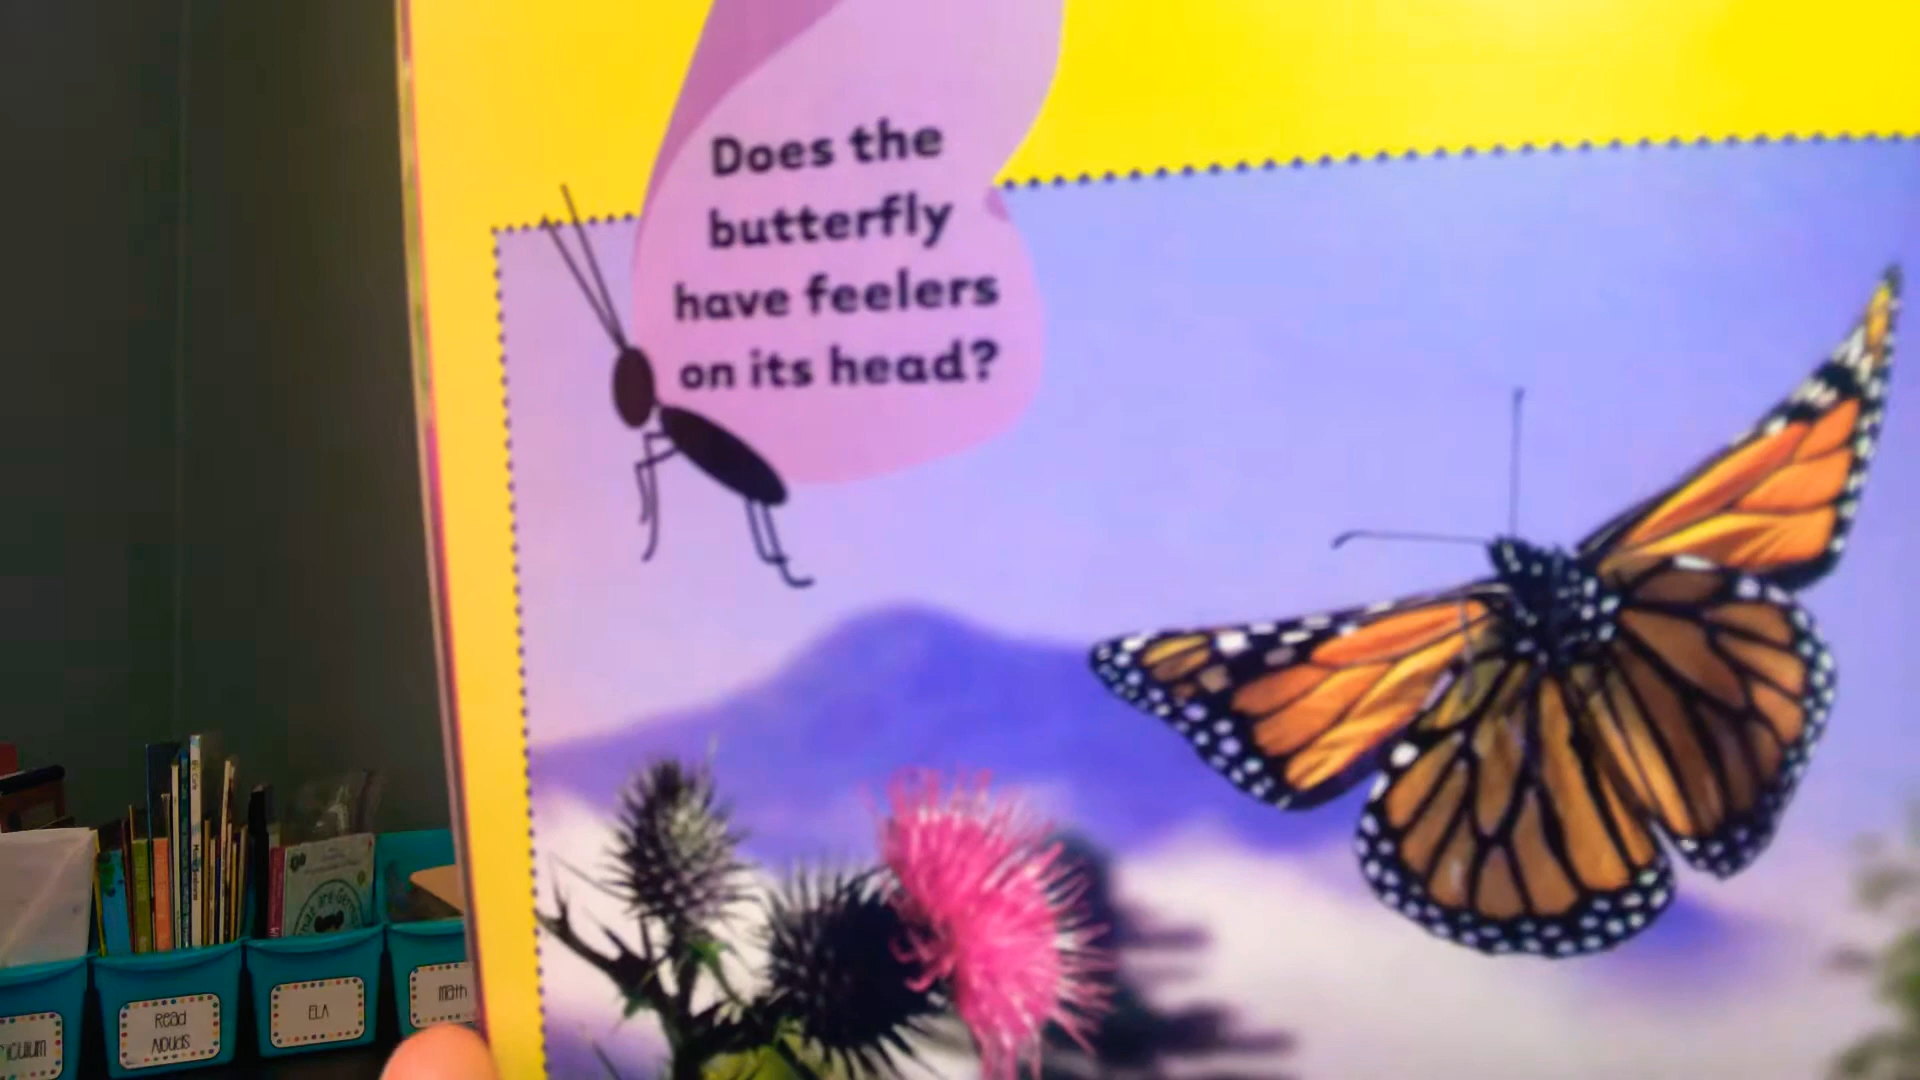 Does the
butterfly
have feelers
on its head?
Read
Alouds
ELA
math